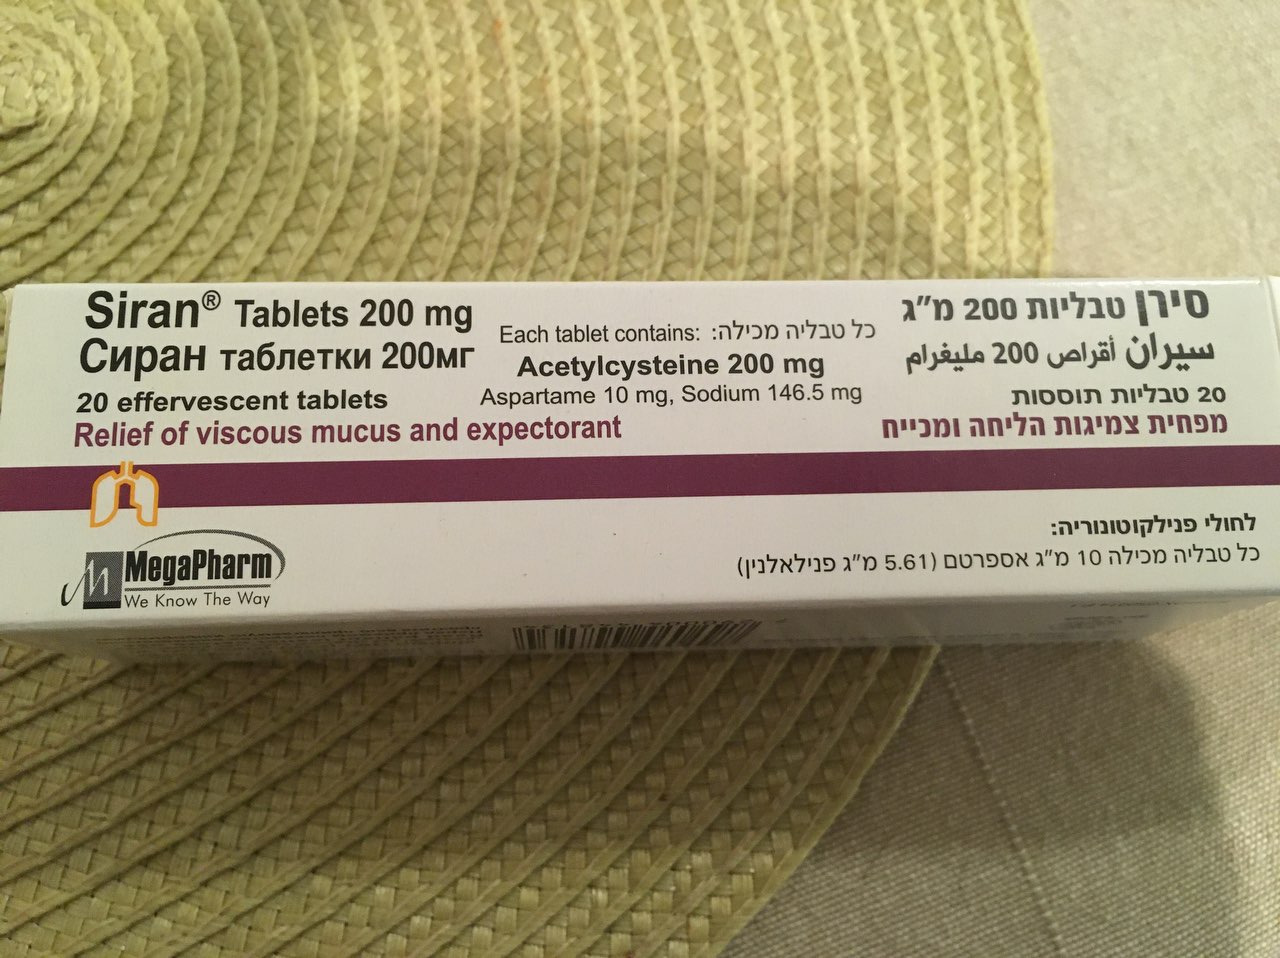 Siran® Tablets 200 mg
Сиран таблетки 200мг
20 effervescent tablets
Relief of viscous mucus and expectorant
Each tablet contains: כל טבליה מכילה:
Acetylcysteine 200 mg
Aspartame 10 mg, Sodium 146.5 mg
סירן טבליות 200 מ"ג
سيران أقراص 200 مليغرام
20 טבליות תוססות
מפחית צמיגות הליחה ומכייח
MegaPharm
We Know The Way
לחולי פנילקוטונוריה:
כל טבליה מכילה 10 מ"ג אספרטם (5.61 מ"ג פנילאלנין)